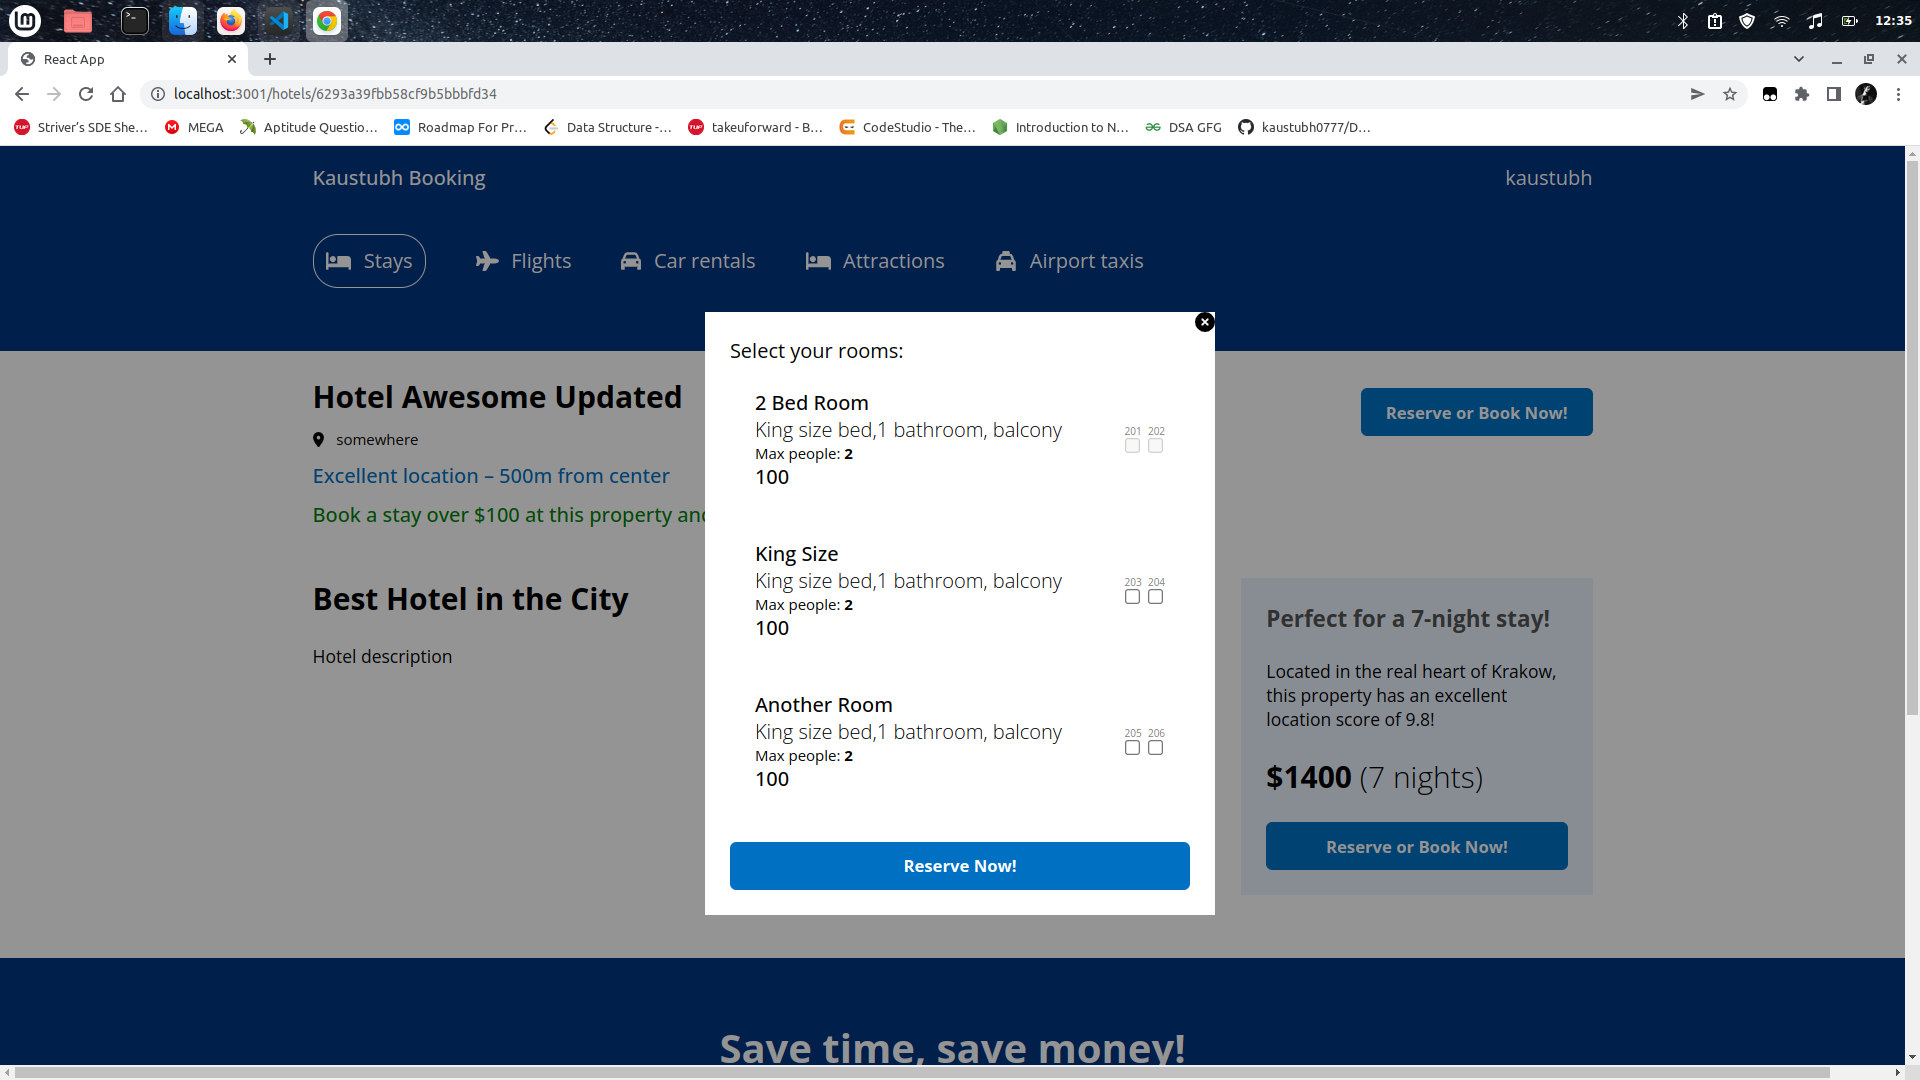 12:35
React App
localhost:3001/hotels/6293a39fbb58cf9b5bbbfd34
Striver's SDE She...
MEGA
Aptitude Questio...
Roadmap For Pr...
Data Structure -...
takeuforward - B...
CodeStudio - The...
Introduction to N...
DSA GFG
kaustubh0777/D...
Kaustubh Booking
kaustubh
Stays
Flights
Car rentals
Attractions
Airport taxis
Hotel Awesome Updated
somewhere
Excellent location – 500m from center
Book a stay over $100 at this property
Best Hotel in the City
Hotel description
Reserve or Book Now!
Select your rooms:
2 Bed Room
King size bed,1 bathroom, balcony
Max people: 2
100
201 202
King Size
King size bed,1 bathroom, balcony
Max people: 2
100
203 204
Another Room
King size bed,1 bathroom, balcony
Max people: 2
100
205 206
Reserve Now!
Perfect for a 7-night stay!
Located in the real heart of Krakow,
this property has an excellent
location score of 9.8!
$1400 (7 nights)
Reserve or Book Now!
Save time, save money!